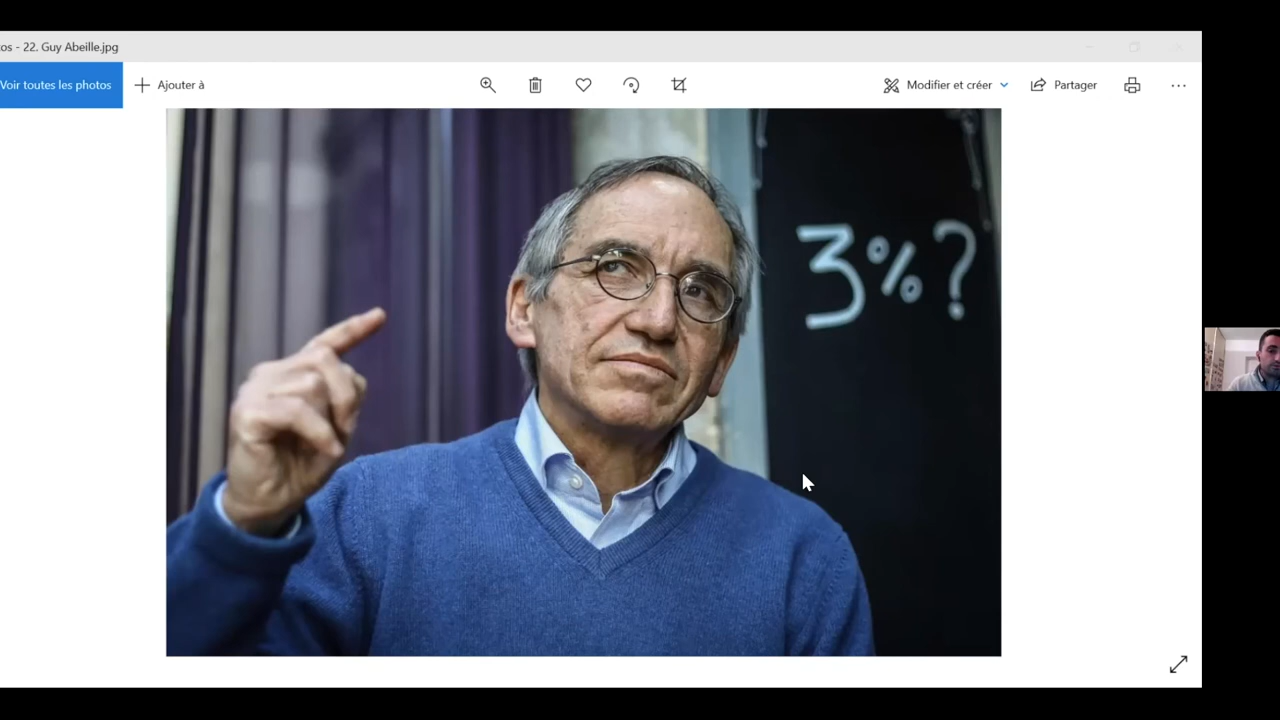 os - 22. Guy Abeille.jpg
Voir toutes les photos
Ajouter à
Modifier et créer
Partager
3%?